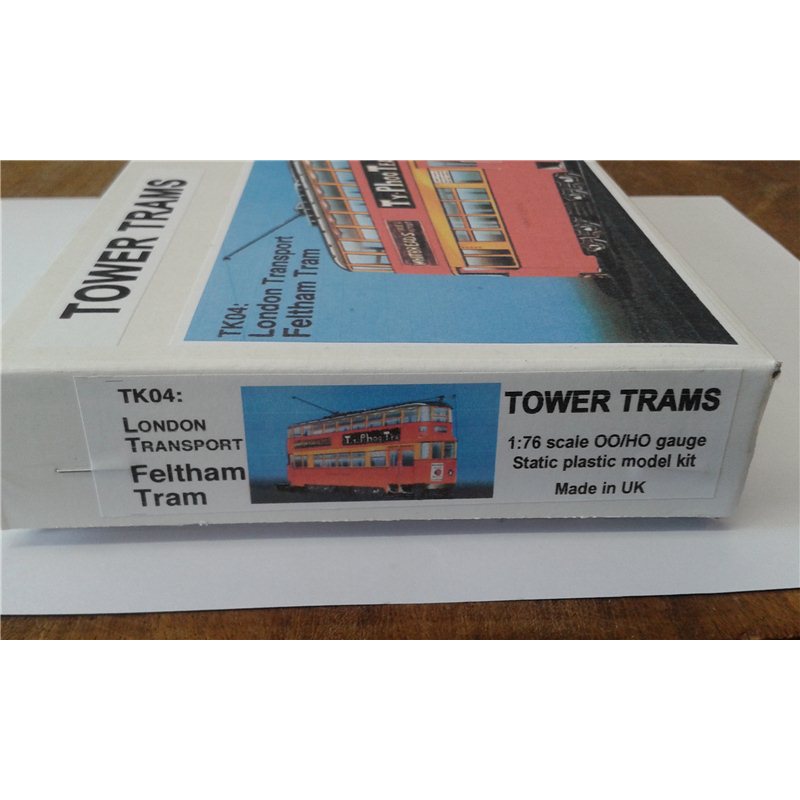 TOWER TRAMS
TK04:
London Transport
Feltham Tram
Ty.Phoo Tea
TK04:
LONDON
TRANSPORT
Feltham
Tram
Ty.Phoo Tea
TOWER TRAMS
1:76 scale OO/HO gauge
Static plastic model kit
Made in UK